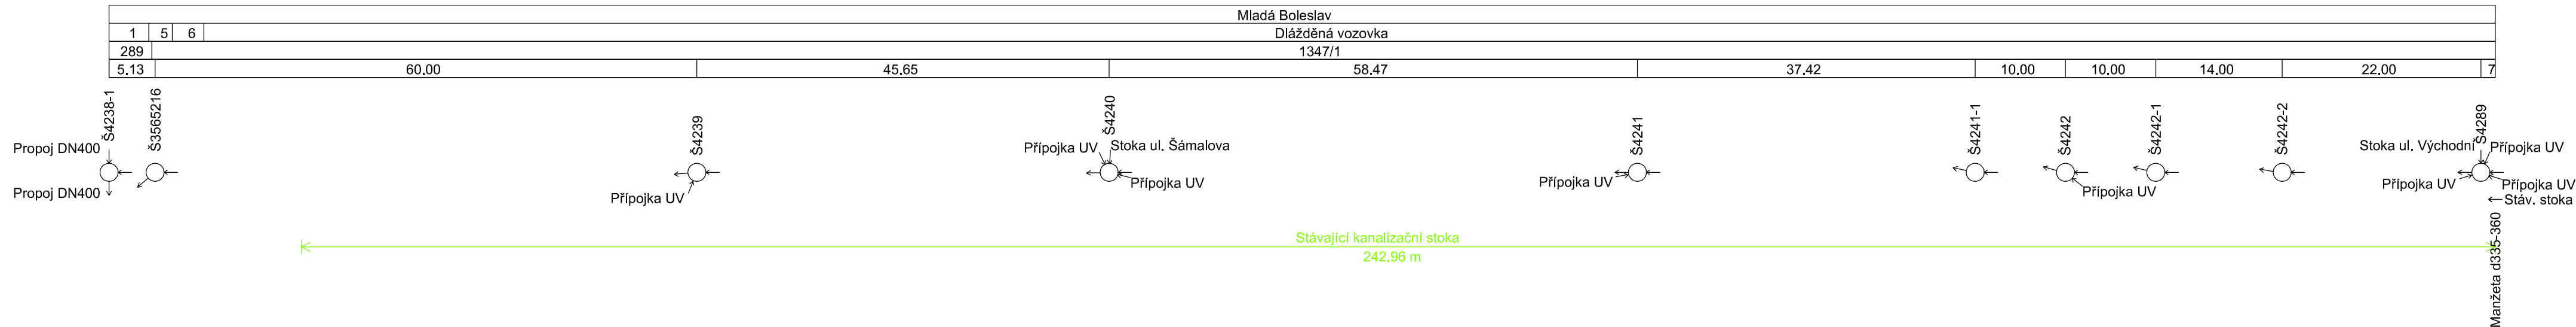 Mladá Boleslav
1 5 6 Dlážděná vozovka
289 1347/1
5.13 60.00 45.65 58.47 37.42 10.00 10.00 14.00 22.00 7
Š4238-1
Š3565216
Š4239
Š4240
Š4241
Š4241-1
Š4242
Š4242-1
Š4242-2
Š4289
Propoj DN400
Propoj DN400
Přípojka UV
Přípojka UV
Stoka ul. Šámalova
Přípojka UV
Přípojka UV
Přípojka UV
Stoka ul. Východní
Přípojka UV
Přípojka UV
Přípojka UV
Stáv. stoka
Manžeta d335-360
Stávající kanalizační stoka
242.96 m